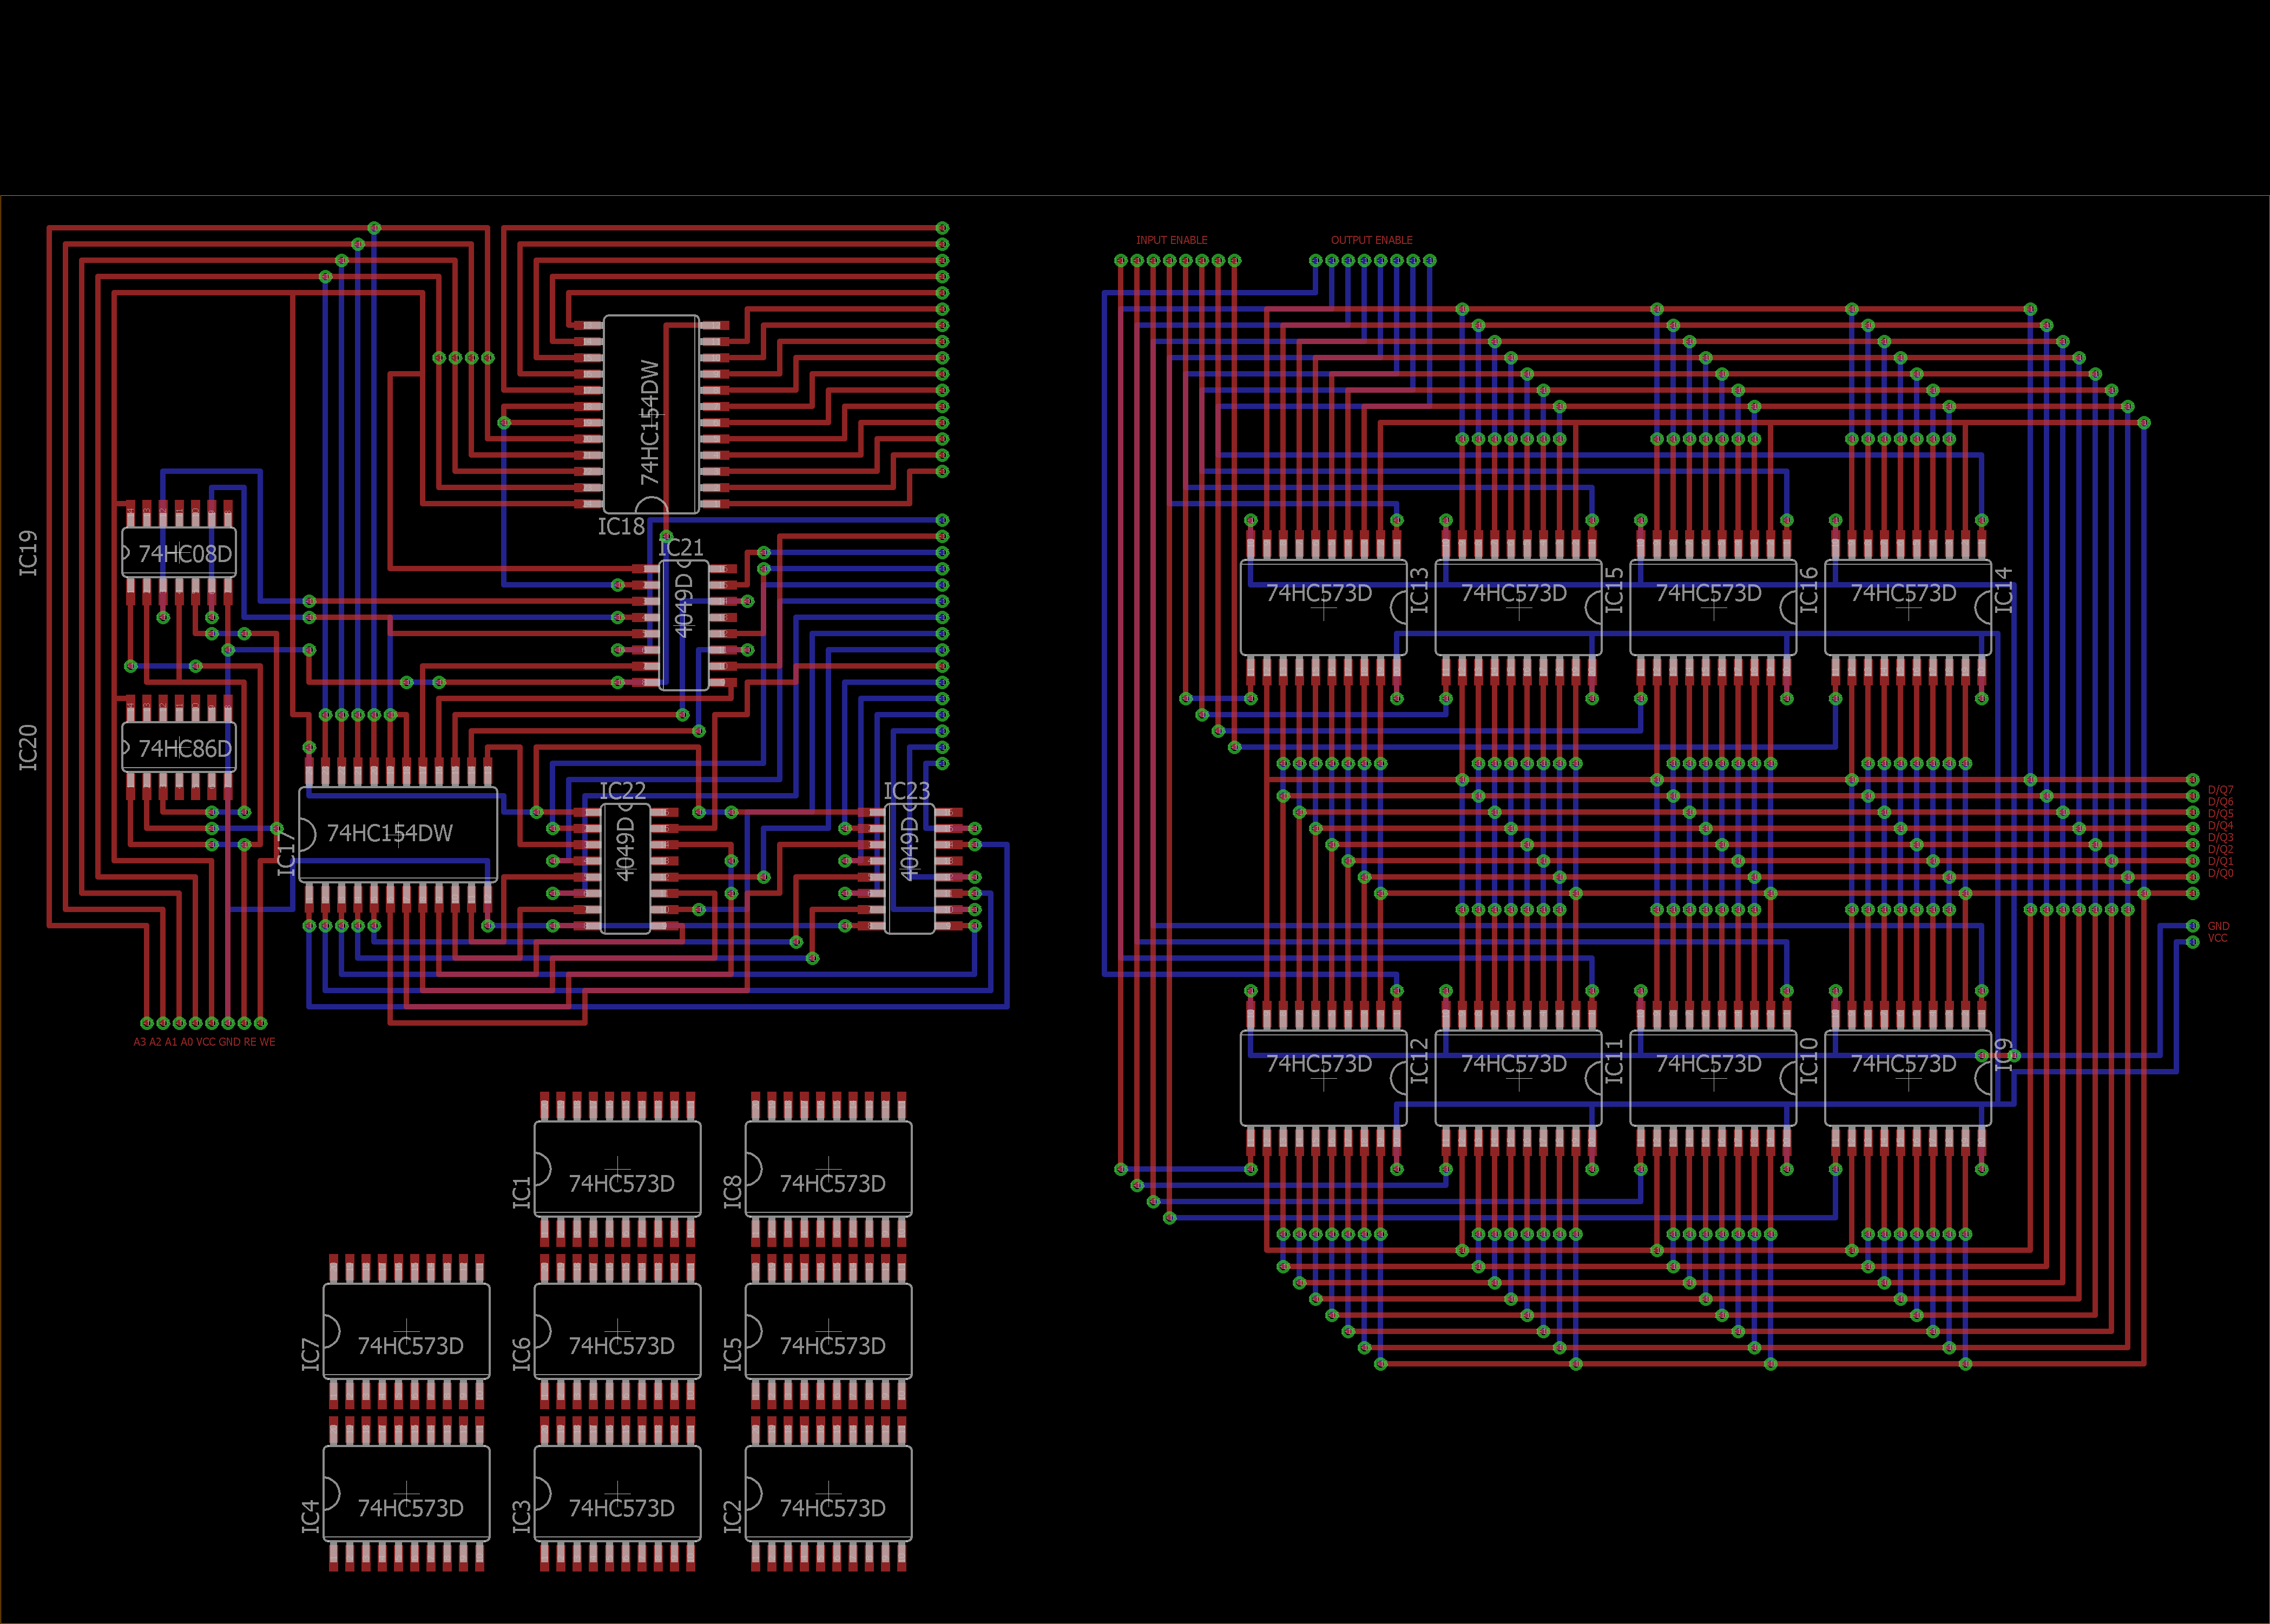 INPUT ENABLE
OUTPUT ENABLE
74HC154DW
IC18
IC19
74HC08D
IC21
4049D
IC20
74HC86D
IC17
74HC154DW
IC22
4049D
IC23
4049D
A3 A2 A1 A0 VCC GND RE WE
74HC573D
IC13
74HC573D
IC15
74HC573D
IC16
74HC573D
IC14
D/Q7
D/Q6
D/Q5
D/Q4
D/Q3
D/Q2
D/Q1
D/Q0
GND
VCC
74HC573D
IC12
74HC573D
IC11
74HC573D
IC10
74HC573D
IC9
IC1
74HC573D
IC8
74HC573D
IC7
74HC573D
IC6
74HC573D
IC5
74HC573D
IC4
74HC573D
IC3
74HC573D
IC2
74HC573D